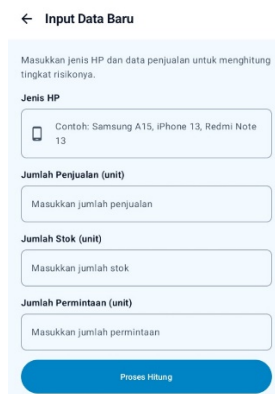 ← Input Data Baru
Masukkan jenis HP dan data penjualan untuk menghitung
tingkat risikonya.
Jenis HP
Contoh: Samsung A15, iPhone 13, Redmi Note
13
Jumlah Penjualan (unit)
Masukkan jumlah penjualan
Jumlah Stok (unit)
Masukkan jumlah stok
Jumlah Permintaan (unit)
Masukkan jumlah permintaan
Proses Hitung